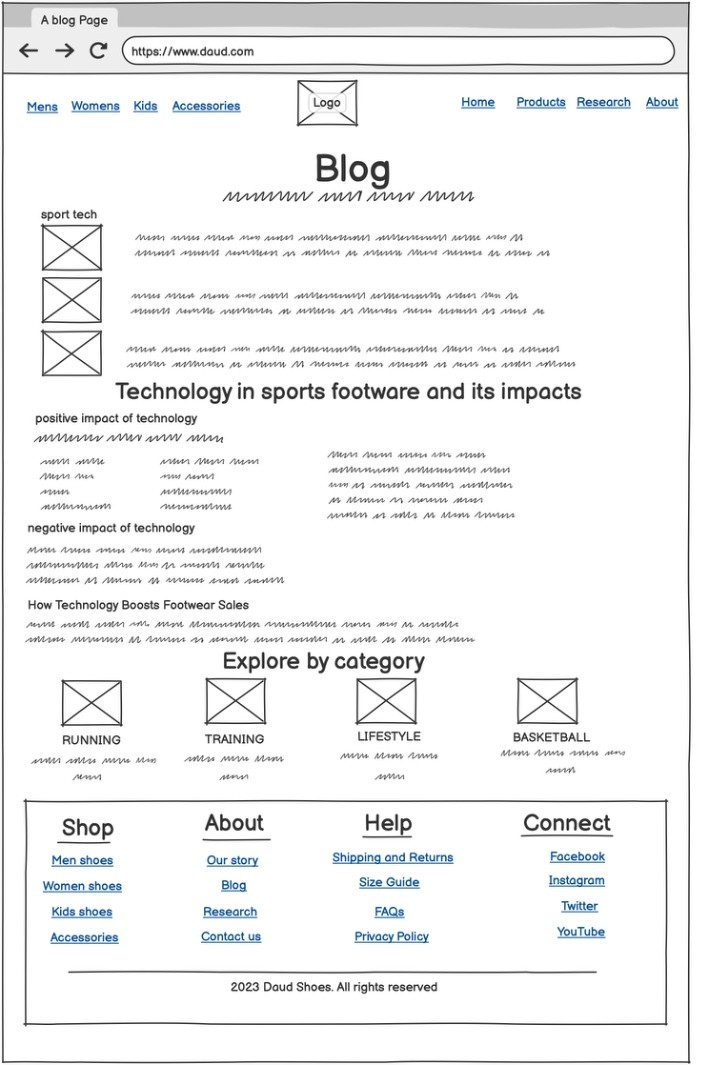 A blog Page
https://www.daud.com
Mens Womens Kids Accessories Logo Home Products Research About
Blog
sport tech
Technology in sports footware and its impacts
positive impact of technology
negative impact of technology
How Technology Boosts Footwear Sales
Explore by category
RUNNING TRAINING LIFESTYLE BASKETBALL
Shop About Help Connect
Men shoes Our story Shipping and Returns Facebook
Women shoes Blog Size Guide Instagram
Kids shoes Research FAQs Twitter
Accessories Contact us Privacy Policy YouTube
2023 Daud Shoes. All rights reserved